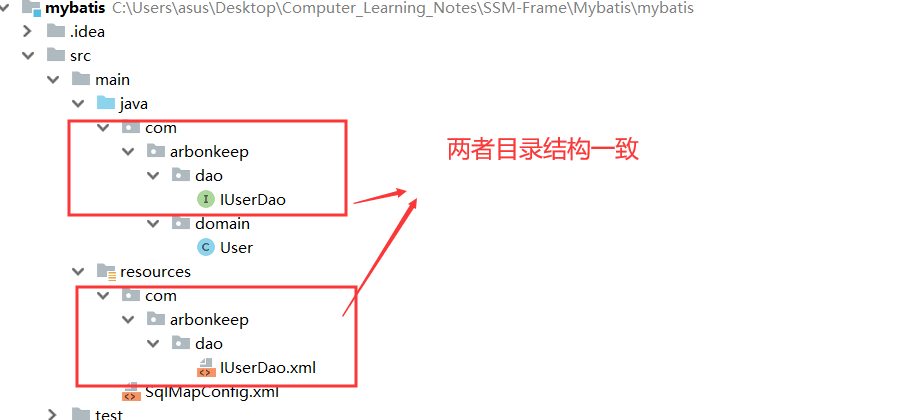 mybatis C:\Users\asus\Desktop\Computer_Learning_Notes\SSM-Frame\Mybatis\mybatis
.idea
src
main
java
com
arbonkeep
两者目录结构一致
dao
IUserDao
domain
User
resources
com
arbonkeep
dao
IUserDao.xml
SqlMapConfig.xml
test